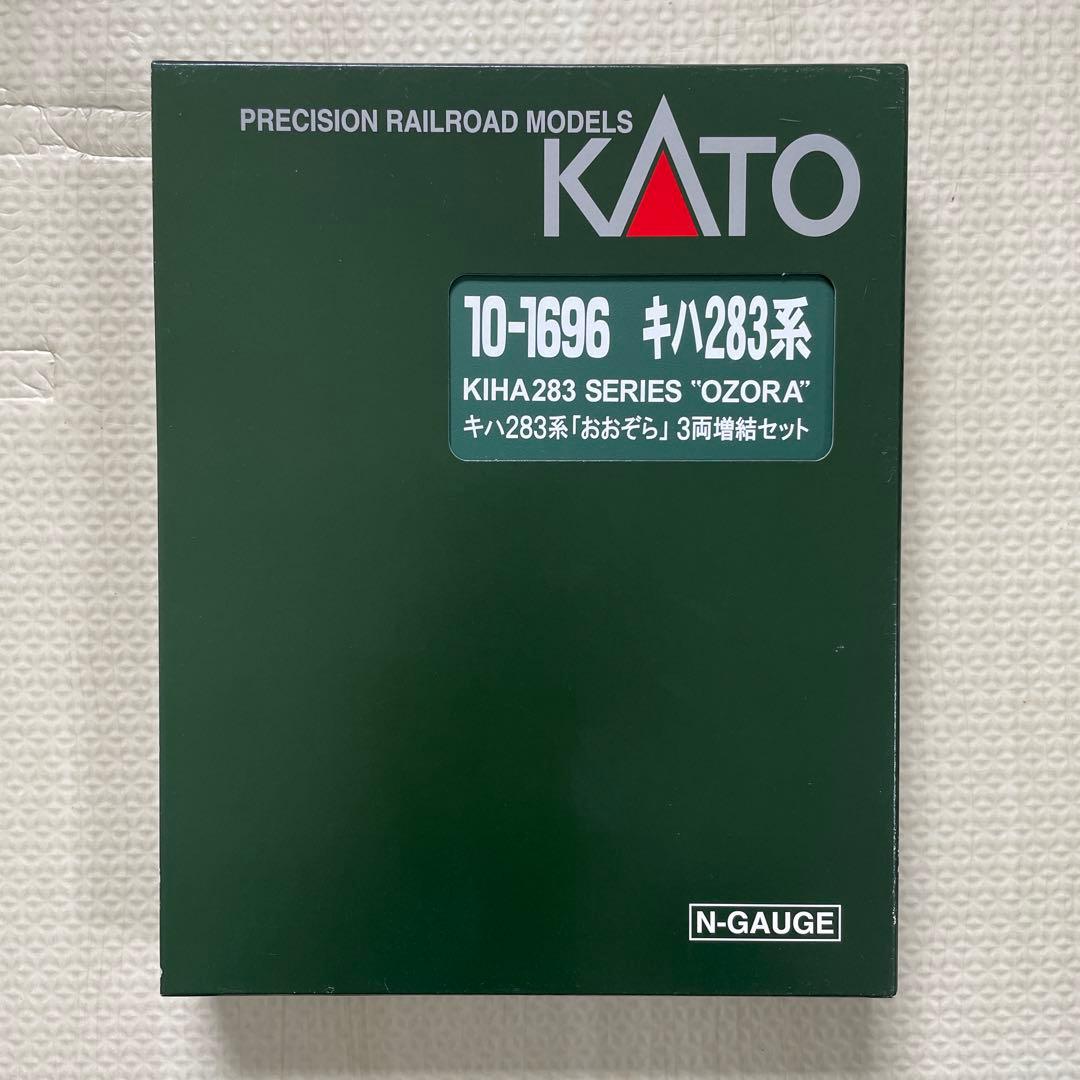 PRECISION RAILROAD MODELS
KATO
10-1696 キハ283系
KIHA283 SERIES “OZORA”
キハ283系「おおぞら」3両増結セット
N-GAUGE